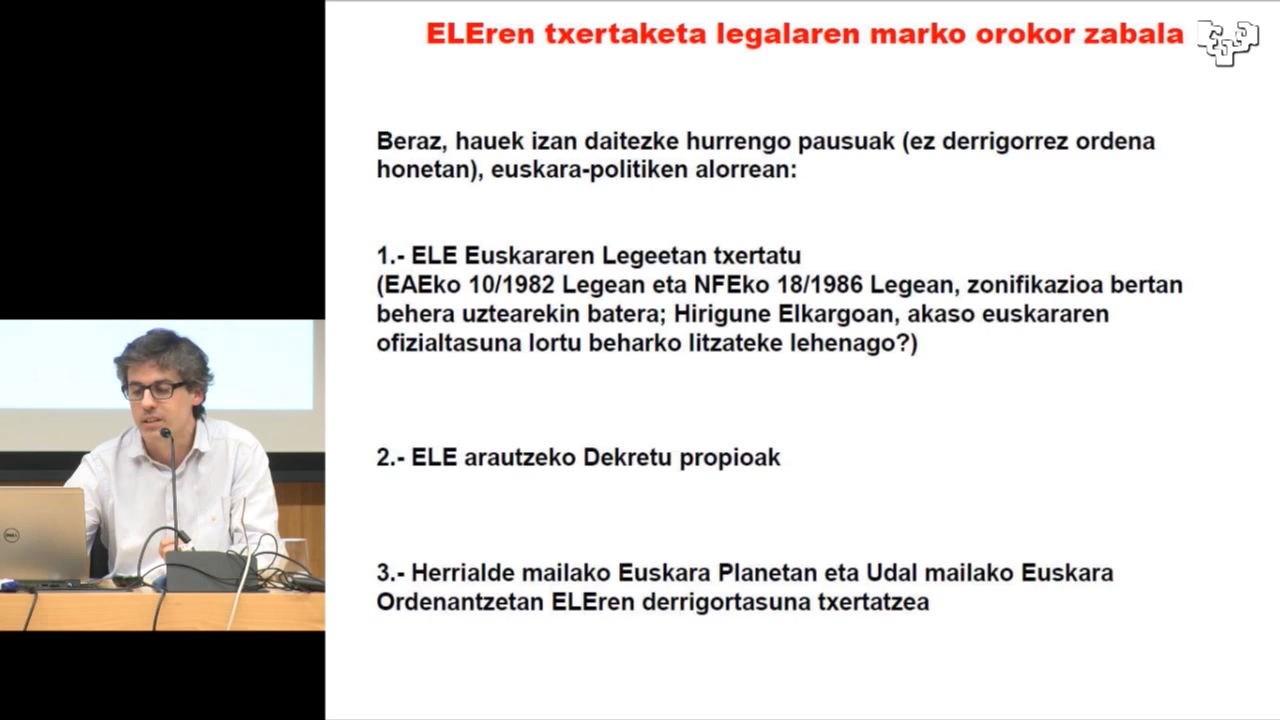 ELEren txertaketa legalaren marko orokor zabala
Beraz, hauek izan daitezke hurrengo pausuak (ez derrigorrez ordena
honetan), euskara-politiken alorrean:
1.- ELE Euskararen Legeetan txertatu
(EAEko 10/1982 Legean eta NFEko 18/1986 Legean, zonifikazioa bertan
behera uztearekin batera; Hirigune Elkargoan, akaso euskararen
ofizialtasuna lortu beharko litzateke lehenago?)
2.- ELE arautzeko Dekretu propioak
3.- Herrialde mailako Euskara Planetan eta Udal mailako Euskara
Ordenantzetan ELEren derrigortasuna txertatzea
DELL